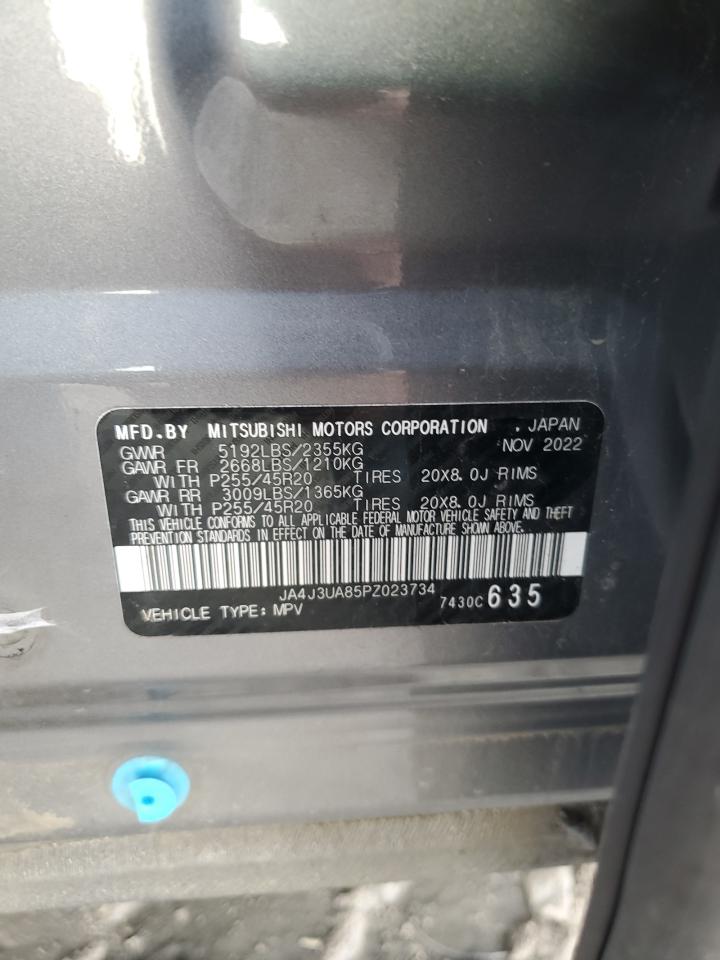 MFD.BY MITSUBISHI MOTORS CORPORATION . JAPAN
GVWR 5192LBS/2355KG NOV 2022
GAWR FR 2668LBS/1210KG
WITH P255/45R20 TIRES 20X8.0J RIMS
GAWR RR 3009LBS/1365KG
WITH P255/45R20 TIRES 20X8.0J RIMS
THIS VEHICLE CONFORMS TO ALL APPLICABLE FEDERAL MOTOR VEHICLE SAFETY AND THEFT
PREVENTION STANDARDS IN EFFECT ON THE DATE OF MANUFACTURE SHOWN ABOVE.
JA4J3UA85PZ023734
VEHICLE TYPE: MPV 7430C 635